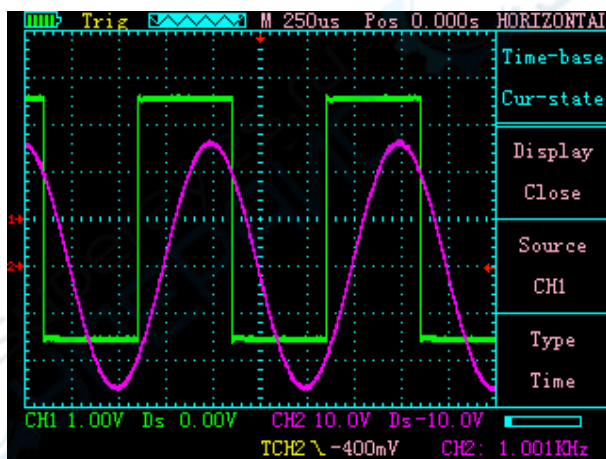 Trig M 250us Pos 0.000s HORIZONTAL
Time-base
Cur-state
Display
Close
Source
CH1
Type
Time
1
2
CH1 1.00V Ds 0.00V CH2 10.0V Ds-10.0V
TCH2 -400mV CH2: 1.001KHz